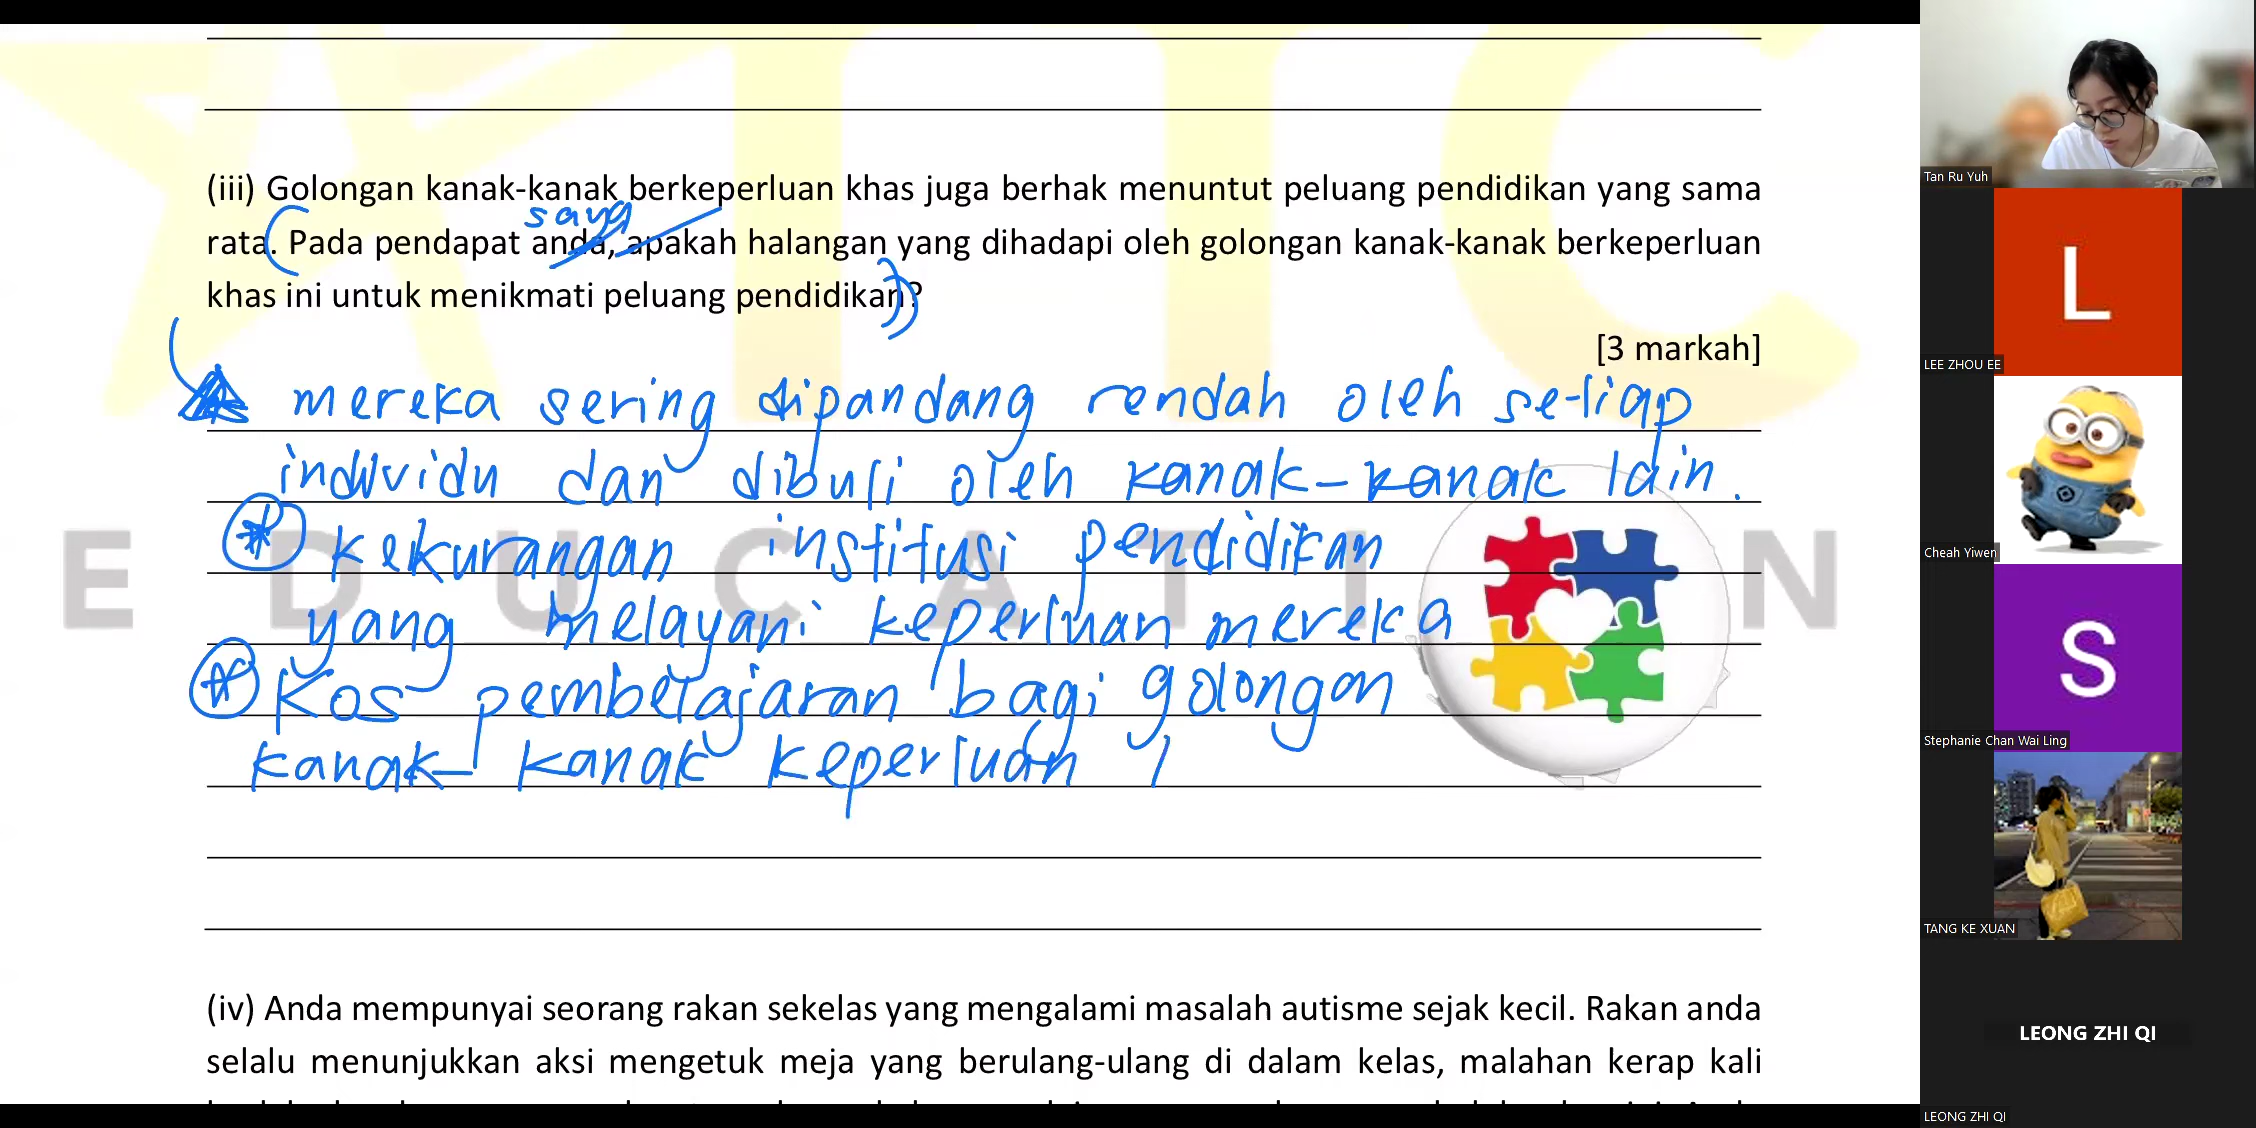 (iii) Golongan kanak-kanak berkeperluan khas juga berhak menuntut peluang pendidikan yang sama
saya
rata. Pada pendapat anda, apakah halangan yang dihadapi oleh golongan kanak-kanak berkeperluan
khas ini untuk menikmati peluang pendidikan?
[3 markah]
mereka sering dipandang rendah oleh setiap
individu dan dibuli oleh kanak-kanak lain.
kekurangan institusi pendidikan
yang melayani keperluan mereka
Kos pembelajaran bagi golongan
kanak-kanak keperluan
EDUCATION
(iv) Anda mempunyai seorang rakan sekelas yang mengalami masalah autisme sejak kecil. Rakan anda
selalu menunjukkan aksi mengetuk meja yang berulang-ulang di dalam kelas, malahan kerap kali
Tan Ru Yuh
L
LEE ZHOU EE
Cheah Yiwen
S
Stephanie Chan Wai Ling
TANG KE XUAN
LEONG ZHI QI
LEONG ZHI QI